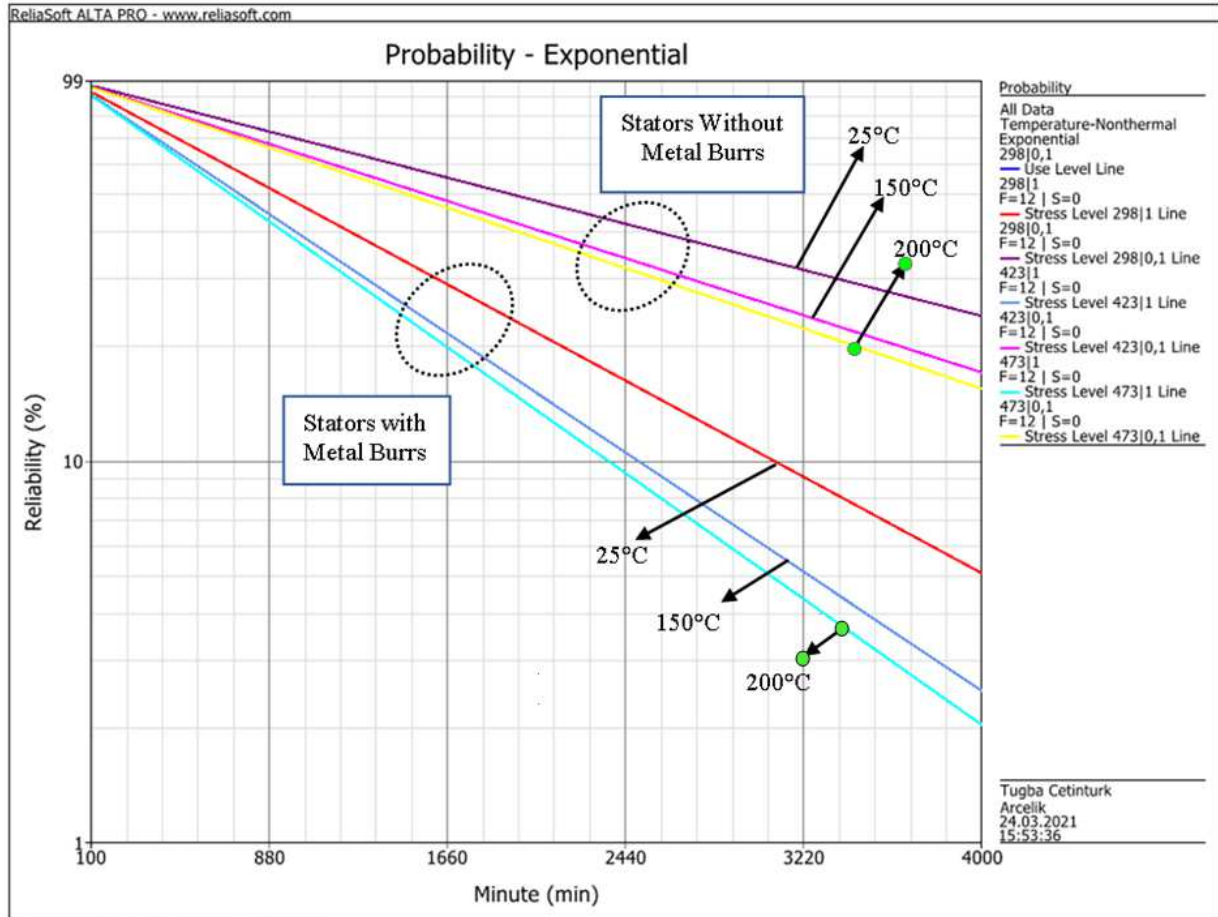 ReliaSoft ALTA PRO - www.reliasoft.com
Probability - Exponential
Reliability (%)
99
10
1
100
880
1660
2440
3220
4000
Minute (min)
Stators Without
Metal Burrs
25°C
150°C
200°C
Stators with
Metal Burrs
25°C
150°C
200°C
Probability
All Data
Temperature-Nonthermal
Exponential
298|0,1
Use Level Line
298|1
F=12 | S=0
Stress Level 298|1 Line
298|0,1
F=12 | S=0
Stress Level 298|0,1 Line
423|1
F=12 | S=0
Stress Level 423|1 Line
423|0,1
F=12 | S=0
Stress Level 423|0,1 Line
473|1
F=12 | S=0
Stress Level 473|1 Line
473|0,1
F=12 | S=0
Stress Level 473|0,1 Line
Tugba Cetinturk
Arcelik
24.03.2021
15:53:36